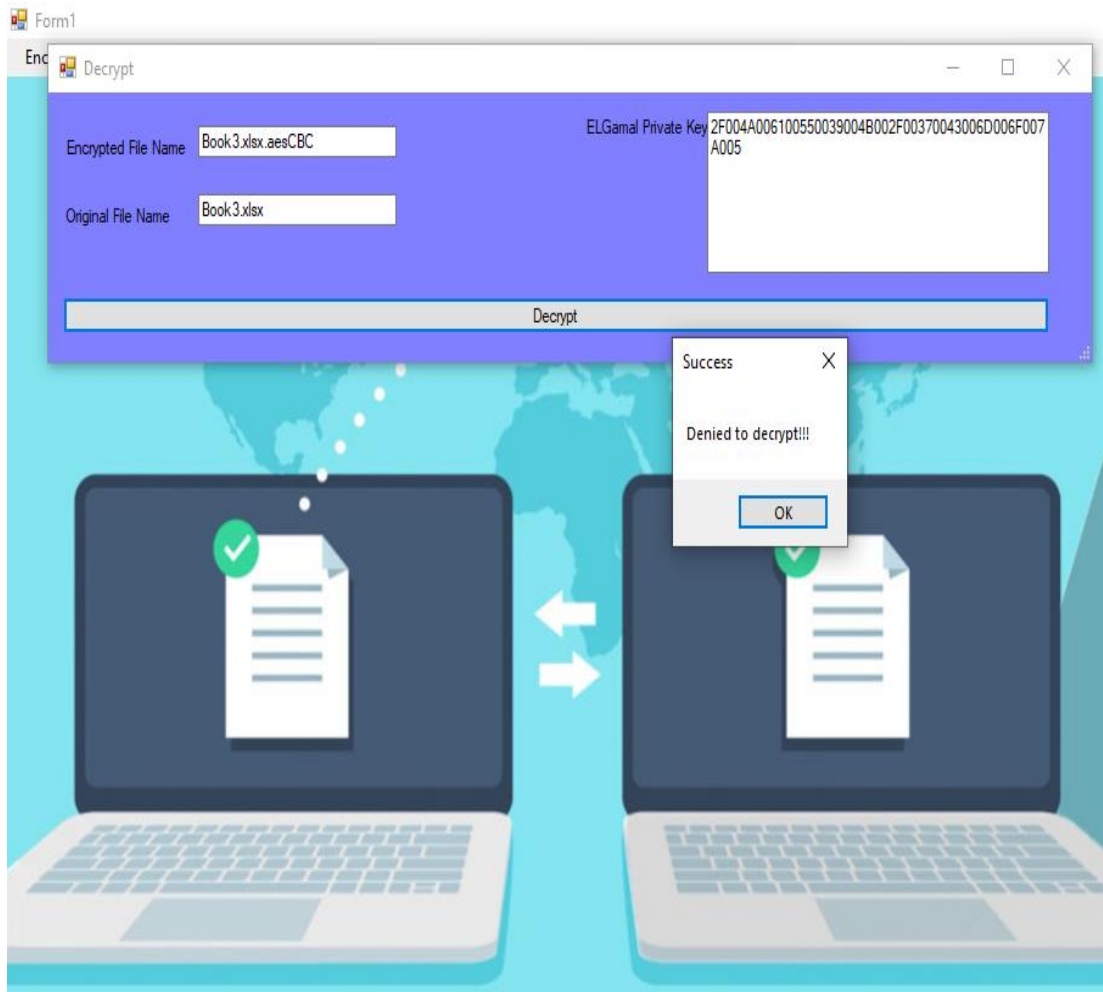 Form1
Enc
Decrypt
Encrypted File Name
Book3.xlsx.aesCBC
Original File Name
Book3.xlsx
ELGamal Private Key
2F004A006100550039004B002F00370043006D006F007
A005
Decrypt
Success
Denied to decrypt!!!
OK